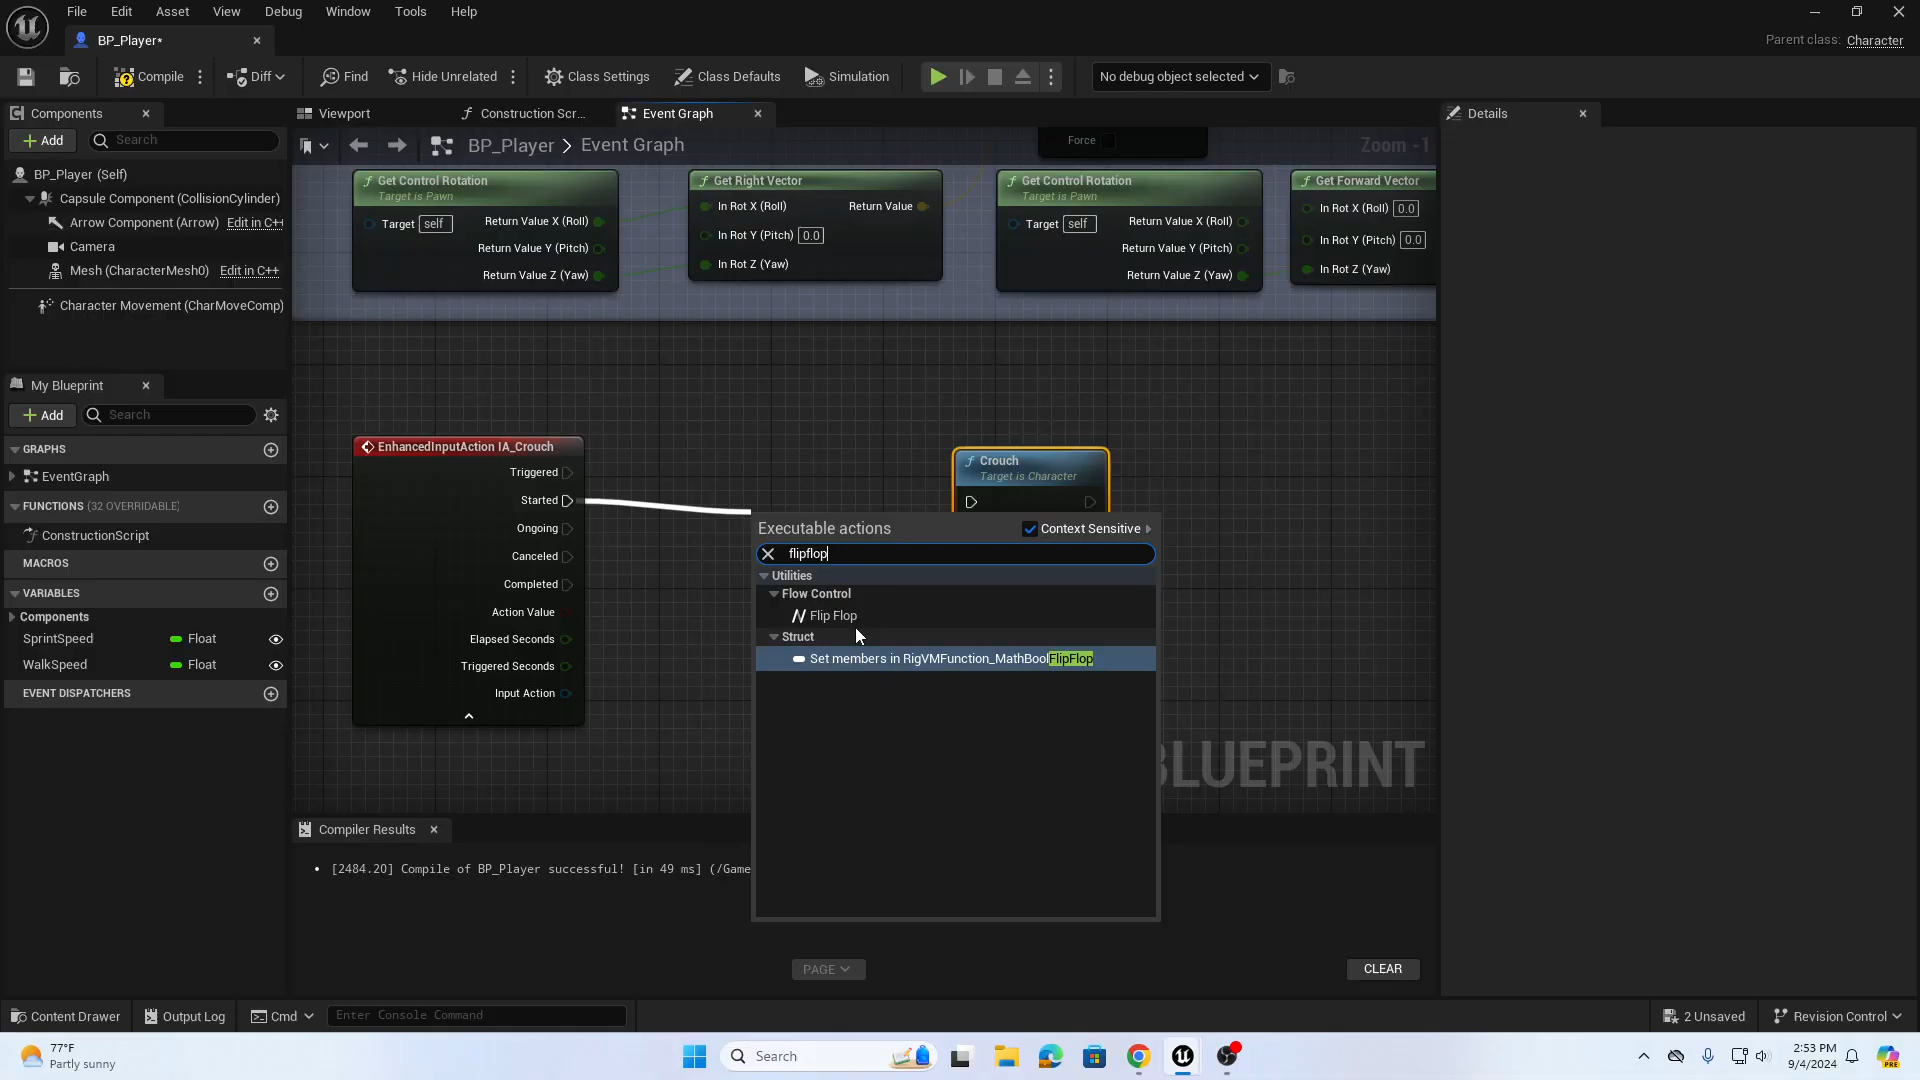 File Edit Asset View Debug Window Tools Help
BP_Player*
Parent class: Character
Compile Diff Find Hide Unrelated Class Settings Class Defaults Simulation No debug object selected
Components
Viewport Construction Scr... Event Graph
Details
Add Search
BP_Player > Event Graph
Zoom -1
BP_Player (Self)
Capsule Component (CollisionCylinder)
Arrow Component (Arrow) Edit in C++
Camera
Mesh (CharacterMesh0) Edit in C++
Character Movement (CharMoveComp)
Force
Get Control Rotation
Target is Pawn
Target self
Return Value X (Roll)
Return Value Y (Pitch)
Return Value Z (Yaw)
Get Right Vector
In Rot X (Roll) Return Value
In Rot Y (Pitch) 0.0
In Rot Z (Yaw)
Get Control Rotation
Target is Pawn
Target self
Return Value X (Roll)
Return Value Y (Pitch)
Return Value Z (Yaw)
Get Forward Vector
In Rot X (Roll) 0.0
In Rot Y (Pitch) 0.0
In Rot Z (Yaw)
My Blueprint
Add Search
GRAPHS
EventGraph
FUNCTIONS (32 OVERRIDABLE)
ConstructionScript
MACROS
VARIABLES
Components
SprintSpeed Float
WalkSpeed Float
EVENT DISPATCHERS
EnhancedInputAction IA_Crouch
Triggered
Started
Ongoing
Canceled
Completed
Action Value
Elapsed Seconds
Triggered Seconds
Input Action
Crouch
Target is Character
Executable actions Context Sensitive
flipflop
Utilities
Flow Control
Flip Flop
Struct
Set members in RigVMFunction_MathBoolFlipFlop
BLUEPRINT
Compiler Results
[2484.20] Compile of BP_Player successful! [in 49 ms] (/Game
PAGE CLEAR
Content Drawer Output Log Cmd Enter Console Command 2 Unsaved Revision Control
77°F
Partly sunny
Search
2:53 PM
9/4/2024
PRE